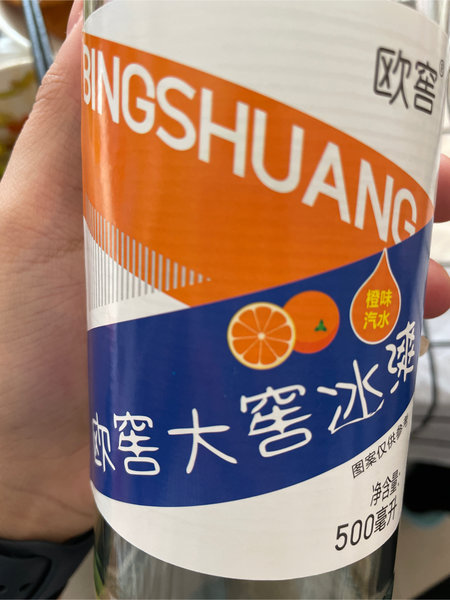 欧窖®
BINGSHUANG
橙味
汽水
欧窖大窖冰爽
图案仅供参考
净含量:
500毫升